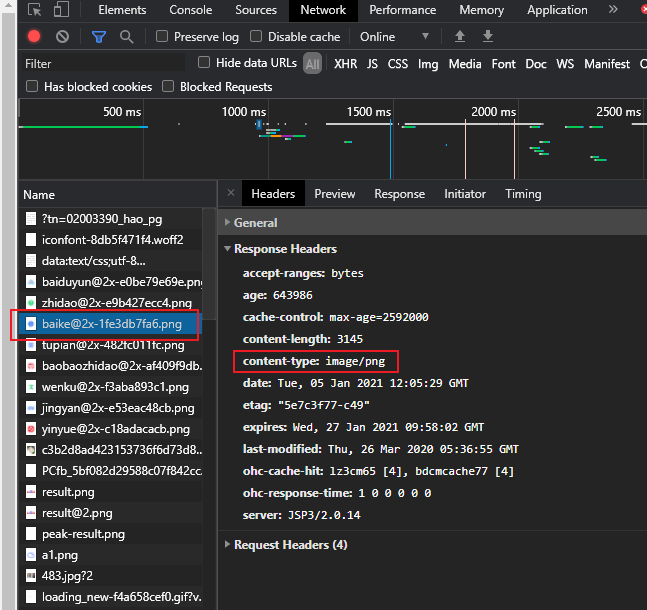 Elements Console Sources Network Performance Memory Application »
Preserve log Disable cache Online
Filter Hide data URLs All XHR JS CSS Img Media Font Doc WS Manifest
Has blocked cookies Blocked Requests
500 ms 1000 ms 1500 ms 2000 ms 2500 ms
Name
?tn=02003390_hao_pg
iconfont-8db5f471f4.woff2
data:text/css;utf-8...
baiduyun@2x-e0be79e69e.png
zhidao@2x-e9b427ecc4.png
baike@2x-1fe3db7fa6.png
tupian@2x-482fc011fc.png
baobaozhidao@2x-af409f9db.
wenku@2x-f3aba893c1.png
jingyan@2x-e53eac48cb.png
yinyue@2x-c18adacacb.png
c3b2d8ad423153736f6d73d8...
PCfb_5bf082d29588c07f842cc.
result.png
result@2.png
peak-result.png
a1.png
483.jpg?2
loading_new-f4a658cef0.gif?v.
× Headers Preview Response Initiator Timing
General
Response Headers
accept-ranges: bytes
age: 643986
cache-control: max-age=2592000
content-length: 3145
content-type: image/png
date: Tue, 05 Jan 2021 12:05:29 GMT
etag: "5e7c3f77-c49"
expires: Wed, 27 Jan 2021 09:58:02 GMT
last-modified: Thu, 26 Mar 2020 05:36:55 GMT
ohc-cache-hit: lz3cm65 [4], bdcmcache77 [4]
ohc-response-time: 1 0 0 0 0 0
server: JSP3/2.0.14
Request Headers (4)